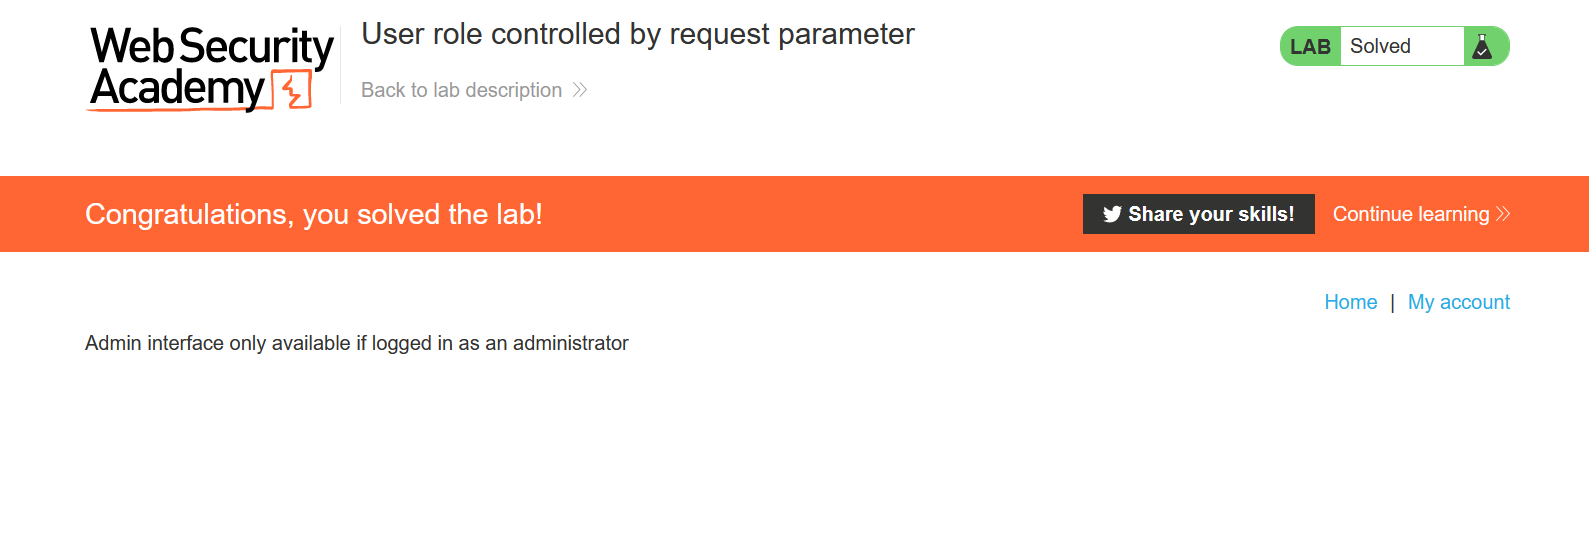 Web Security
Academy
User role controlled by request parameter
Back to lab description
LAB Solved
Congratulations, you solved the lab!
Share your skills! Continue learning
Home | My account
Admin interface only available if logged in as an administrator